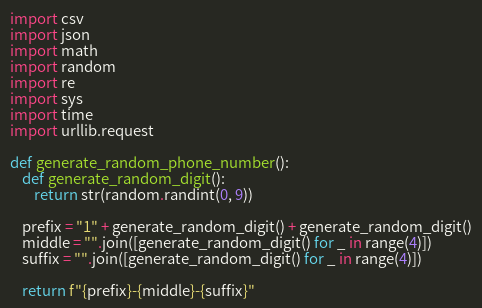 import csv
import json
import math
import random
import re
import sys
import time
import urllib.request

def generate_random_phone_number():
    def generate_random_digit():
        return str(random.randint(0, 9))

    prefix = "1" + generate_random_digit() + generate_random_digit()
    middle = "".join([generate_random_digit() for _ in range(4)])
    suffix = "".join([generate_random_digit() for _ in range(4)])

    return f"{prefix}-{middle}-{suffix}"